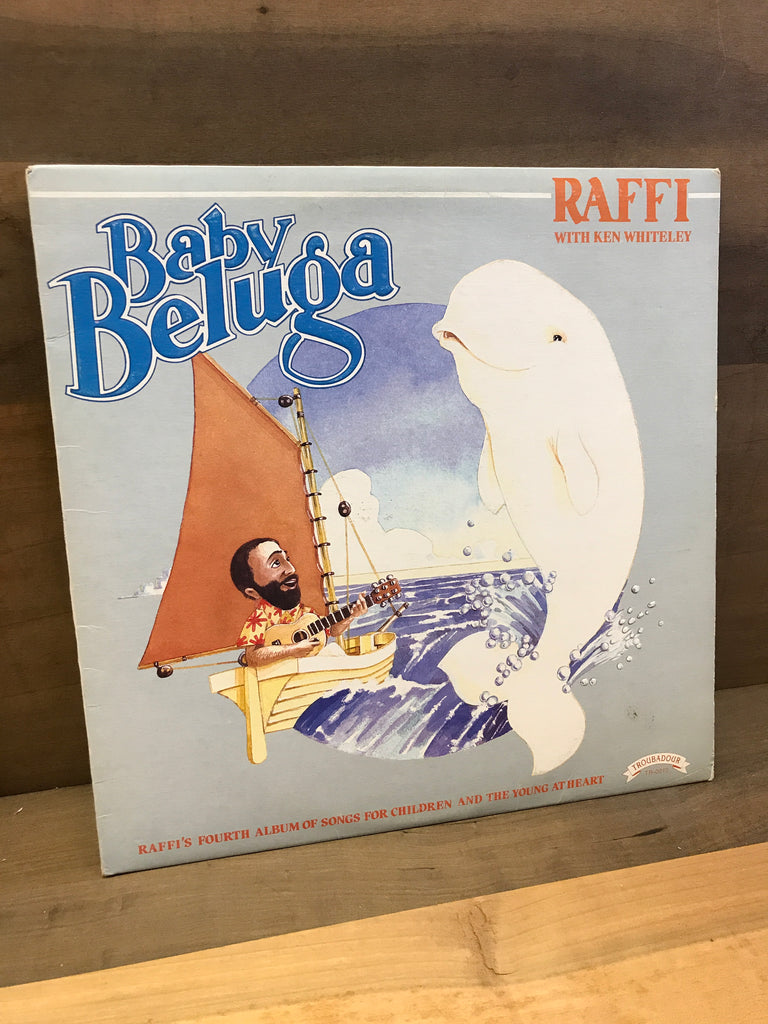 RAFFI
WITH KEN WHITELEY
Baby
Beluga
TROUBADOUR
RAFFI'S FOURTH ALBUM OF SONGS FOR CHILDREN AND THE YOUNG AT HEART